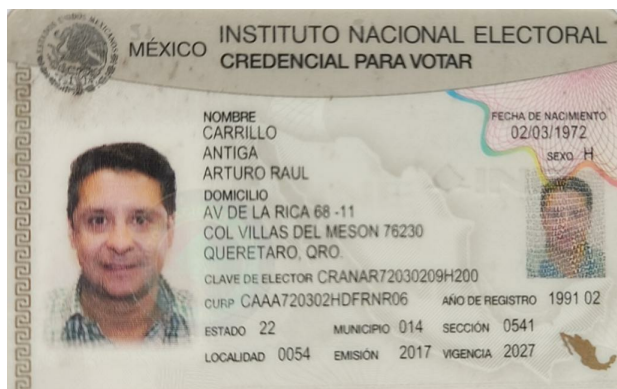 MÉXICO INSTITUTO NACIONAL ELECTORAL
CREDENCIAL PARA VOTAR
NOMBRE
CARRILLO
ANTIGA
ARTURO RAUL
FECHA DE NACIMIENTO
02/03/1972
SEXO H
DOMICILIO
AV DE LA RICA 68 -11
COL VILLAS DEL MESON 76230
QUERETARO, QRO.
CLAVE DE ELECTOR CRANAR72030209H200
CURP CAAA720302HDFRNR06 AÑO DE REGISTRO 1991 02
ESTADO 22 MUNICIPIO 014 SECCIÓN 0541
LOCALIDAD 0054 EMISIÓN 2017 VIGENCIA 2027